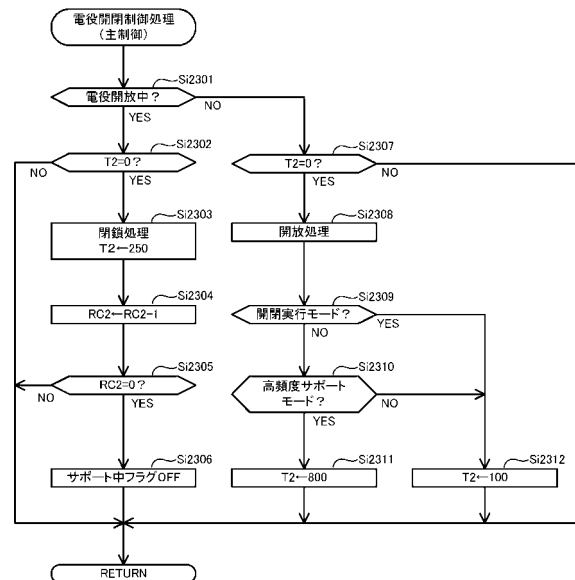 電役開閉制御処理
(主制御)
Si2301
電役開放中？
NO
YES
Si2302
T2=0？
NO
YES
Si2303
閉鎖処理
T2←250
Si2304
RC2←RC2-1
Si2305
RC2=0？
NO
YES
Si2306
サポート中フラグOFF
Si2307
T2=0？
NO
YES
Si2308
開放処理
Si2309
開閉実行モード？
YES
NO
Si2310
高頻度サポート
モード？
NO
YES
Si2311
T2←800
Si2312
T2←100
RETURN